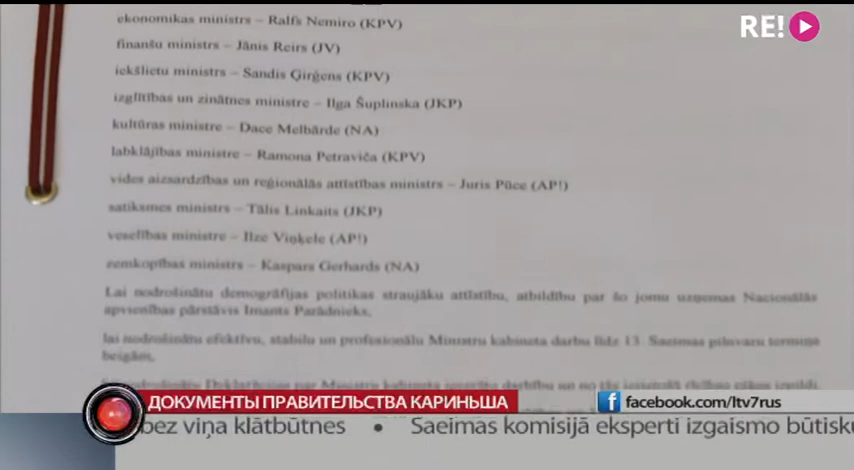 RE!
ekonomikas ministrs – Ralfs Nemiro (KPV)
finanšu ministrs – Jānis Reirs (JV)
iekšlietu ministrs – Sandis Ģirģens (KPV)
izglītības un zinātnes ministre – Ilga Šuplinska (JKP)
kultūras ministre – Dace Melbārde (NA)
labklājības ministre – Ramona Petraviča (KPV)
vides aizsardzības un reģionālās attīstības ministrs – Juris Pūce (AP!)
satiksmes ministrs – Tālis Linkaits (JKP)
veselības ministre – Ilze Viņķele (AP!)
zemkopības ministrs – Kaspars Gerhards (NA)
Lai nodrošinātu demogrāfijas politikas straujāku attīstību, atbildību par šo jomu uzņemas Nacionālās
apvienības pārstāvis Imants Parādnieks,
lai nodrošinātu efektīvu, stabilu un profesionālu Ministru kabineta darbu līdz 13. Saeimas pilnvaru termiņa
beigām,
Deklarācijas par Ministru kabineta
ДОКУМЕНТЫ ПРАВИТЕЛЬСТВА КАРИНЬША
facebook.com/ltv7rus
bez viņa klātbūtnes • Saeimas komisijā eksperti izgaismo būtisku